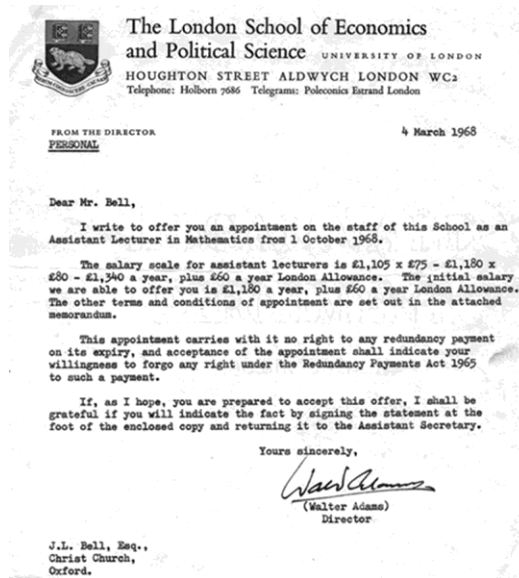 The London School of Economics
and Political Science UNIVERSITY OF LONDON
HOUGHTON STREET ALDWYCH LONDON WC2
Telephone: Holborn 7686 Telegrams: Poleconics Estrand London
FROM THE DIRECTOR
PERSONAL
4 March 1968
Dear Mr. Bell,
I write to offer you an appointment on the staff of this School as an
Assistant Lecturer in Mathematics from 1 October 1968.
The salary scale for assistant lecturers is £1,105 x £75 - £1,180 x
£80 - £1,340 a year, plus £60 a year London Allowance. The initial salary
we are able to offer you is £1,180 a year, plus £60 a year London Allowance.
The other terms and conditions of appointment are set out in the attached
memorandum.
This appointment carries with it no right to any redundancy payment
on its expiry, and acceptance of the appointment shall indicate your
willingness to forgo any right under the Redundancy Payments Act 1965
to such a payment.
If, as I hope, you are prepared to accept this offer, I shall be
grateful if you will indicate the fact by signing the statement at the
foot of the enclosed copy and returning it to the Assistant Secretary.
Yours sincerely,
Walter Adams
(Walter Adams)
Director
J.L. Bell, Esq.,
Christ Church,
Oxford.